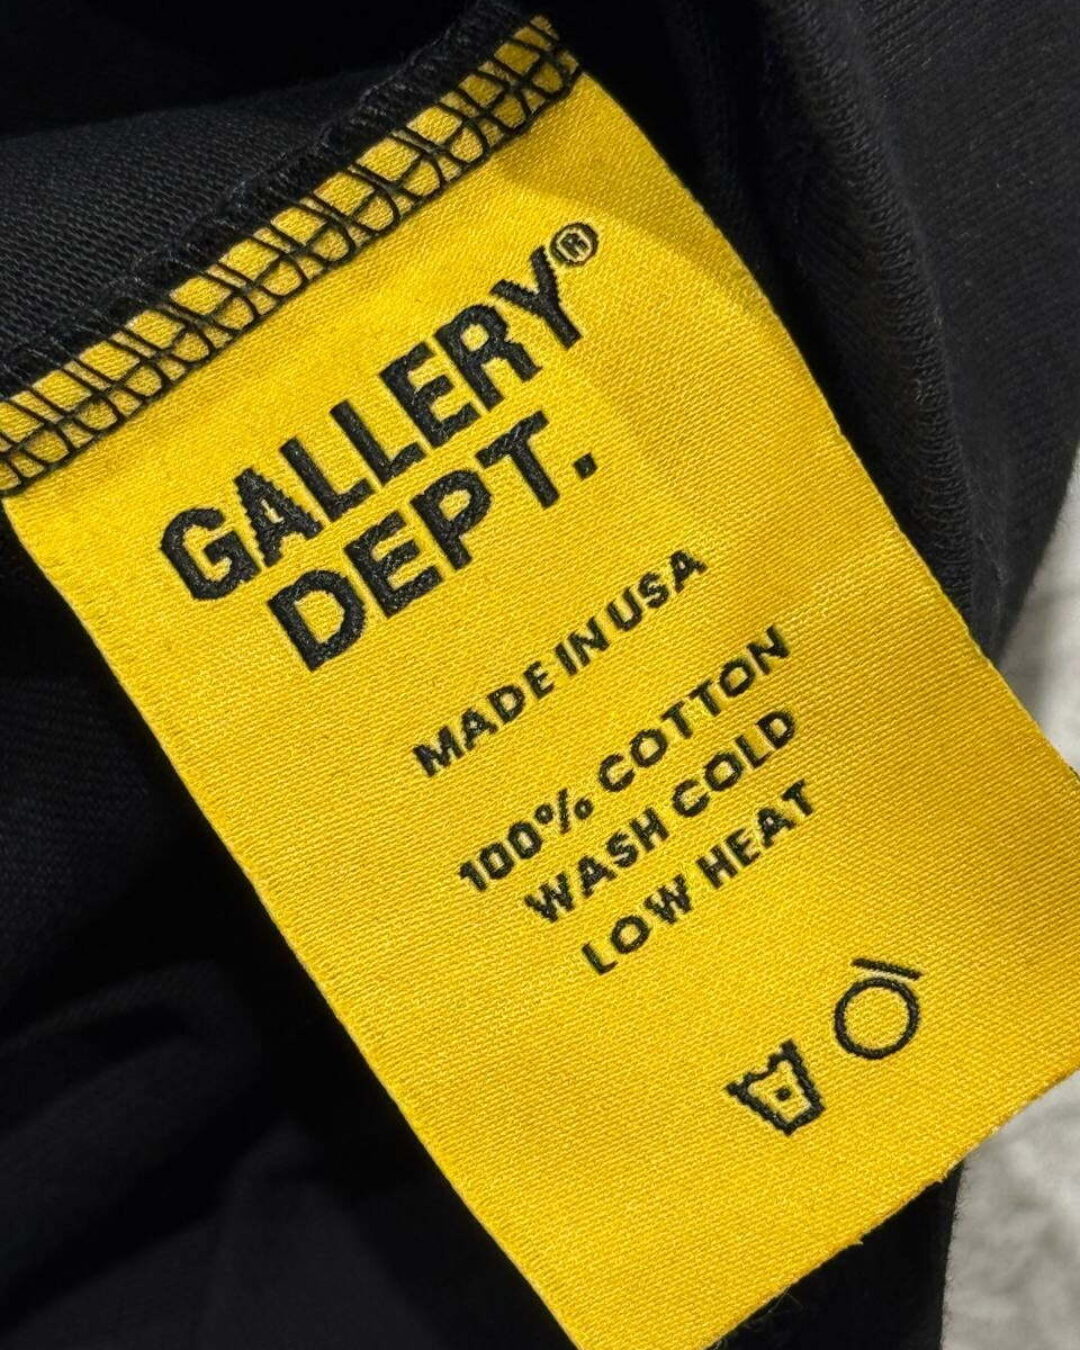 GALLERY®
DEPT.
MADE IN USA
100% COTTON
WASH COLD
LOW HEAT